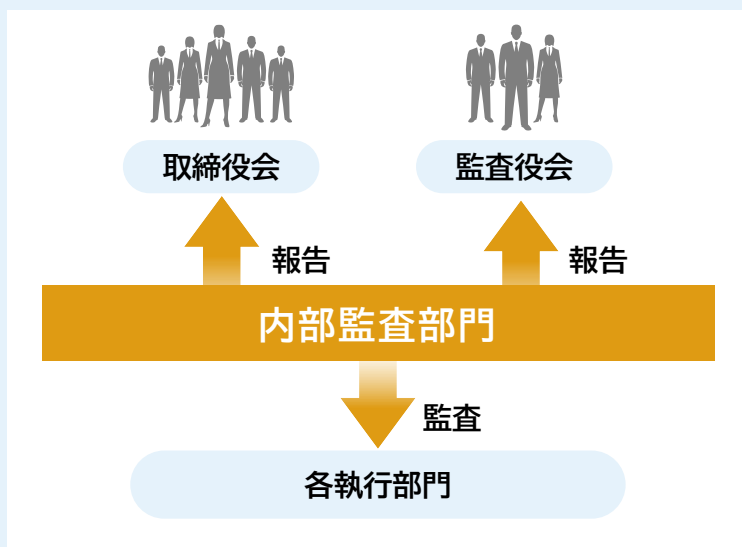 取締役会
監査役会
報告
報告
内部監査部門
監査
各執行部門